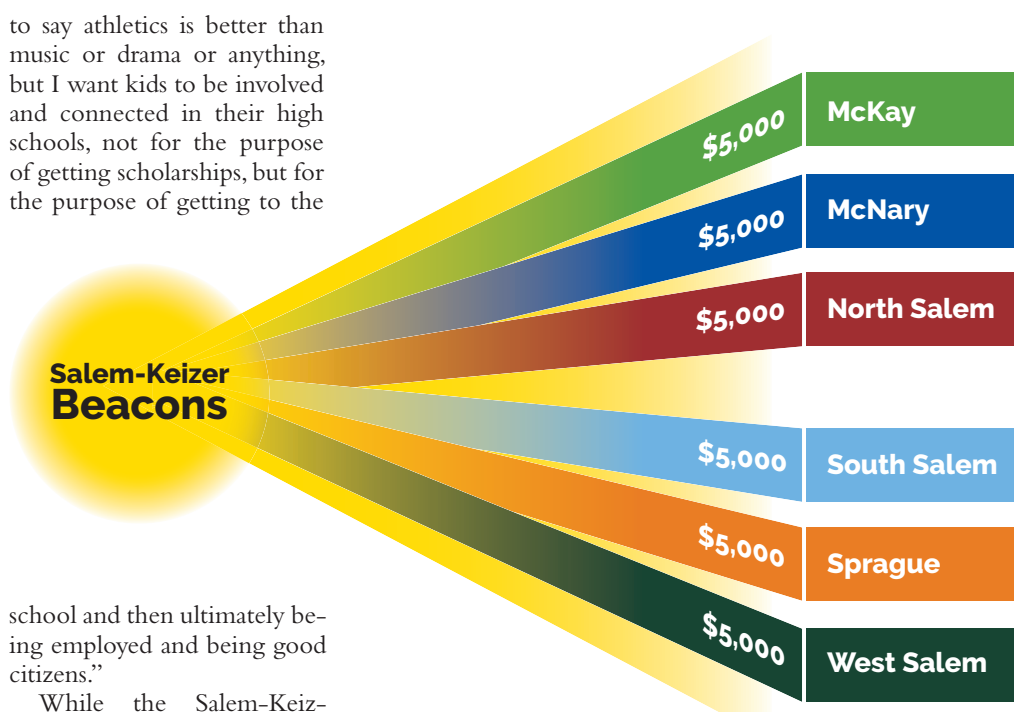 to say athletics is better than
music or drama or anything,
but I want kids to be involved
and connected in their high
schools, not for the purpose
of getting scholarships, but for
the purpose of getting to the
Salem-Keizer
Beacons
$5,000
McKay
$5,000
McNary
$5,000
North Salem
$5,000
South Salem
$5,000
Sprague
$5,000
West Salem
school and then ultimately be-
ing employed and being good
citizens.”
While the Salem-Keiz-